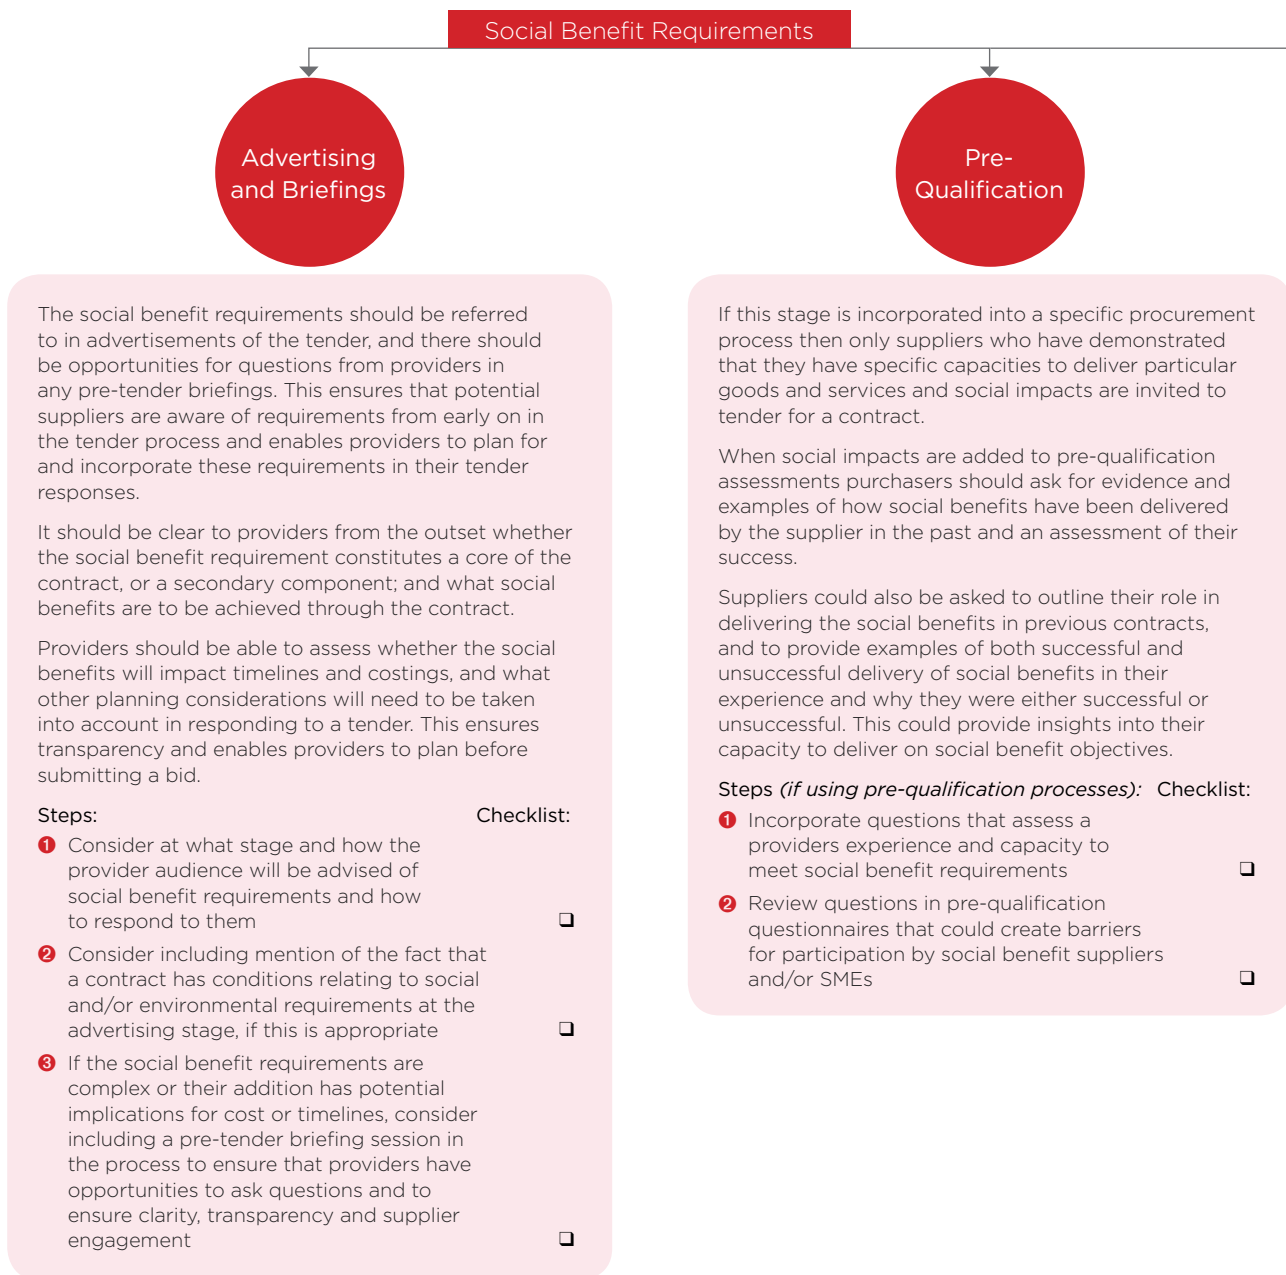 Social Benefit Requirements
Advertising
and Briefings
The social benefit requirements should be referred
to in advertisements of the tender, and there should
be opportunities for questions from providers in
any pre-tender briefings. This ensures that potential
suppliers are aware of requirements from early on in
the tender process and enables providers to plan for
and incorporate these requirements in their tender
responses.
It should be clear to providers from the outset whether
the social benefit requirement constitutes a core of the
contract, or a secondary component; and what social
benefits are to be achieved through the contract.
Providers should be able to assess whether the social
benefits will impact timelines and costings, and what
other planning considerations will need to be taken
into account in responding to a tender. This ensures
transparency and enables providers to plan before
submitting a bid.
Steps: Checklist:
❶ Consider at what stage and how the
provider audience will be advised of
social benefit requirements and how
to respond to them ❑
❷ Consider including mention of the fact that
a contract has conditions relating to social
and/or environmental requirements at the
advertising stage, if this is appropriate ❑
❸ If the social benefit requirements are
complex or their addition has potential
implications for cost or timelines, consider
including a pre-tender briefing session in
the process to ensure that providers have
opportunities to ask questions and to
ensure clarity, transparency and supplier
engagement ❑
Pre-
Qualification
If this stage is incorporated into a specific procurement
process then only suppliers who have demonstrated
that they have specific capacities to deliver particular
goods and services and social impacts are invited to
tender for a contract.
When social impacts are added to pre-qualification
assessments purchasers should ask for evidence and
examples of how social benefits have been delivered
by the supplier in the past and an assessment of their
success.
Suppliers could also be asked to outline their role in
delivering the social benefits in previous contracts,
and to provide examples of both successful and
unsuccessful delivery of social benefits in their
experience and why they were either successful or
unsuccessful. This could provide insights into their
capacity to deliver on social benefit objectives.
Steps (if using pre-qualification processes): Checklist:
❶ Incorporate questions that assess a
providers experience and capacity to
meet social benefit requirements ❑
❷ Review questions in pre-qualification
questionnaires that could create barriers
for participation by social benefit suppliers
and/or SMEs ❑